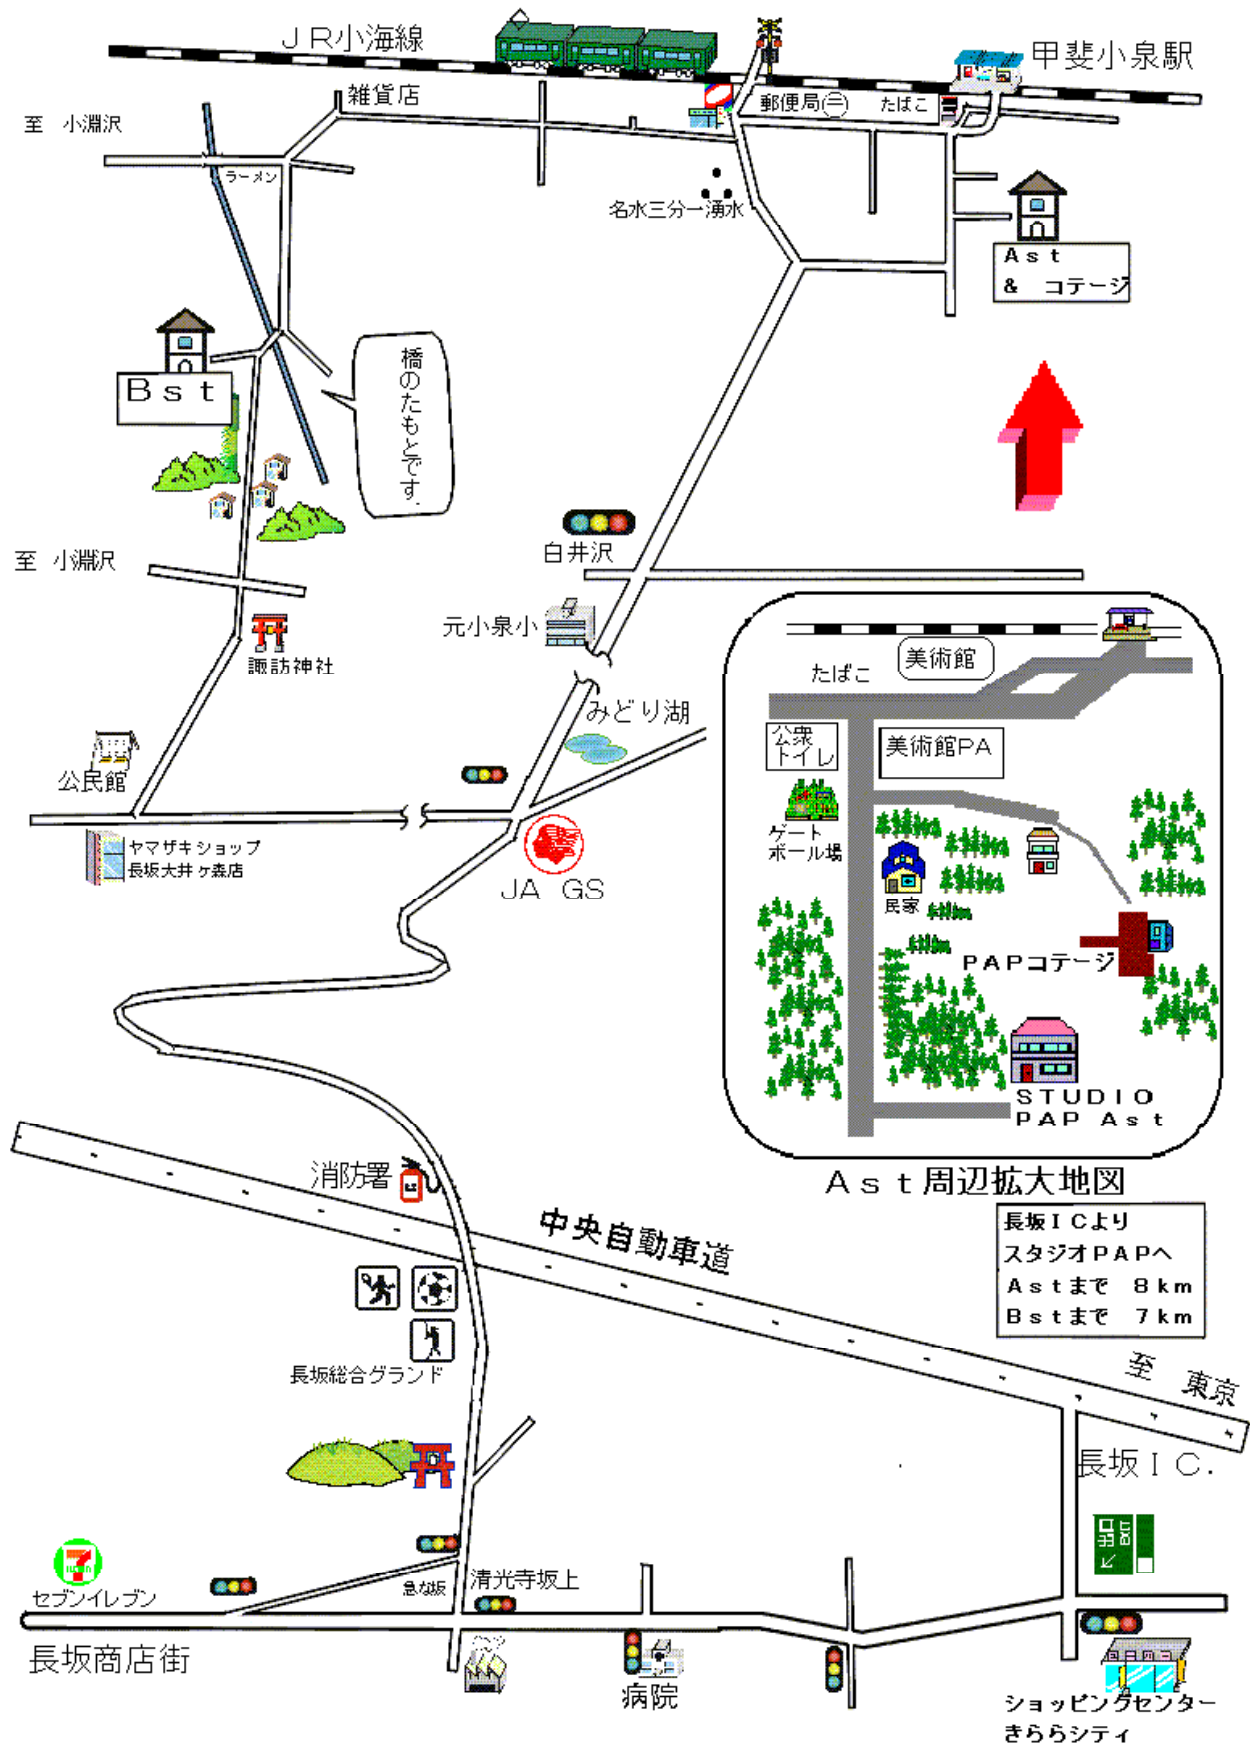 ＪＲ小海線
甲斐小泉駅
雑貨店
郵便局㊂
たばこ
至 小淵沢
ラーメン
名水三分一湧水
Ａｓｔ
＆ コテージ
Ｂｓｔ
橋のたもとです.
白井沢
至 小淵沢
元小泉小
諏訪神社
みどり湖
公民館
ヤマザキショップ
長坂大井ヶ森店
JA GS
美術館
たばこ
公衆
トイレ
美術館PA
ゲート
ボール場
民家
PAPコテージ
ＳＴＵＤＩＯ
ＰＡＰ Ａｓｔ
Ａｓｔ周辺拡大地図
消防署
中央自動車道
長坂ＩＣより
スタジオPAPへ
Ａｓｔまで ８ｋｍ
Ｂｓｔまで ７ｋｍ
至 東京
長坂総合グランド
長坂ＩＣ.
出口
EXIT
セブンイレブン
急な坂
清光寺坂上
長坂商店街
病院
ショッピングセンター
きららシティ